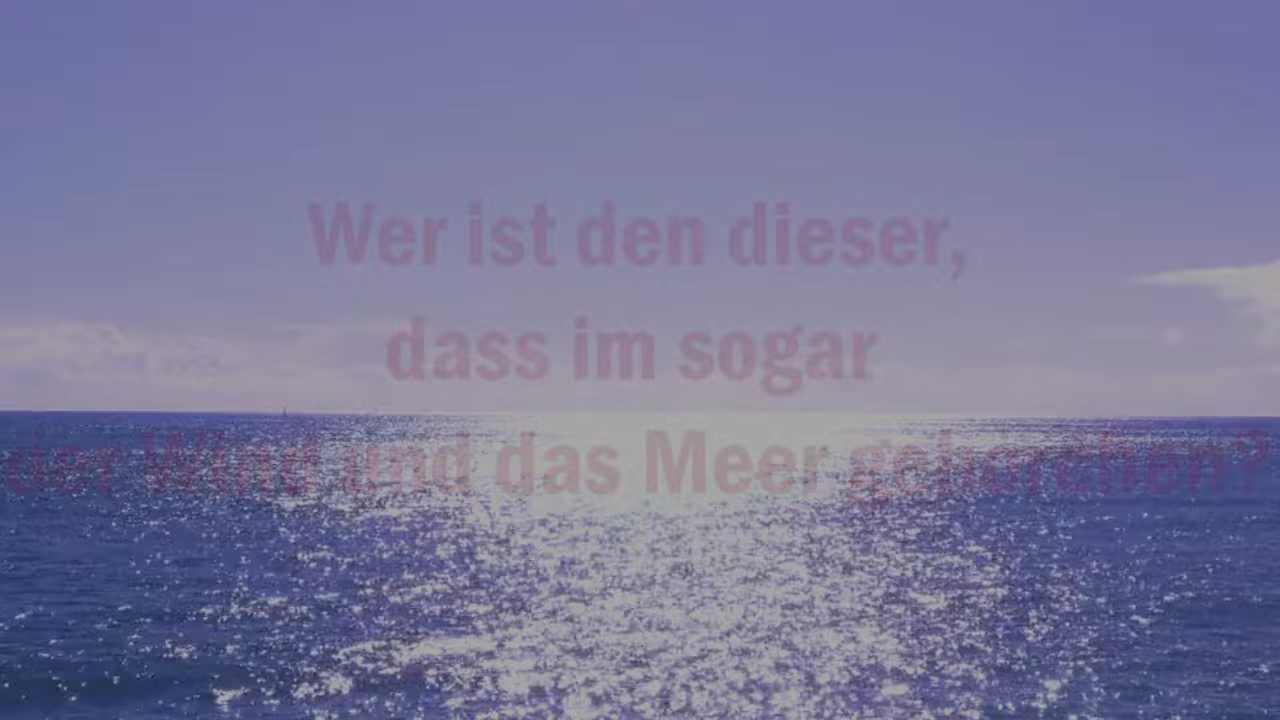 Wer ist den dieser,
dass im sogar
der Wind und das Meer gehorchen?